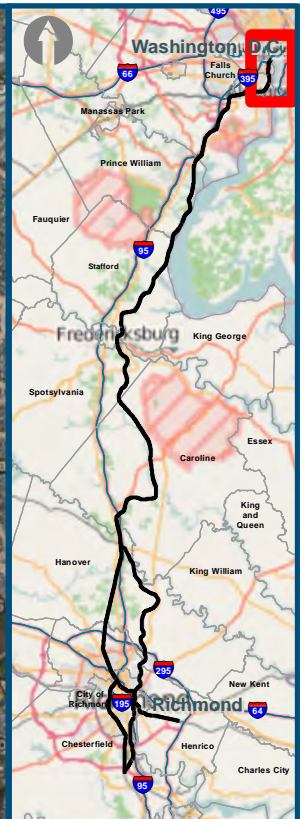 495
Washington, D.C.
Falls
Church
66
395
Manassas Park
Prince William
Fauquier
95
Stafford
Fredericksburg
King George
Spotsylvania
Caroline
Essex
King
and
Queen
Hanover
King William
295
New Kent
City of
Richmond
195
Richmond
64
Chesterfield
Henrico
Charles City
95